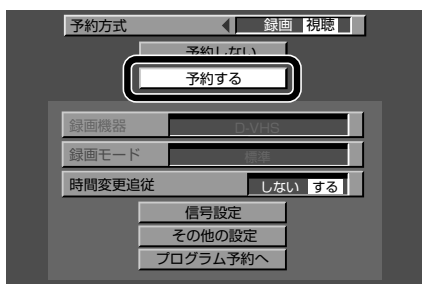 予約方式 録画 視聴
予約しない
予約する
録画機器 D-VHS
録画モード 標準
時間変更追従 しない する
信号設定
その他の設定
プログラム予約へ